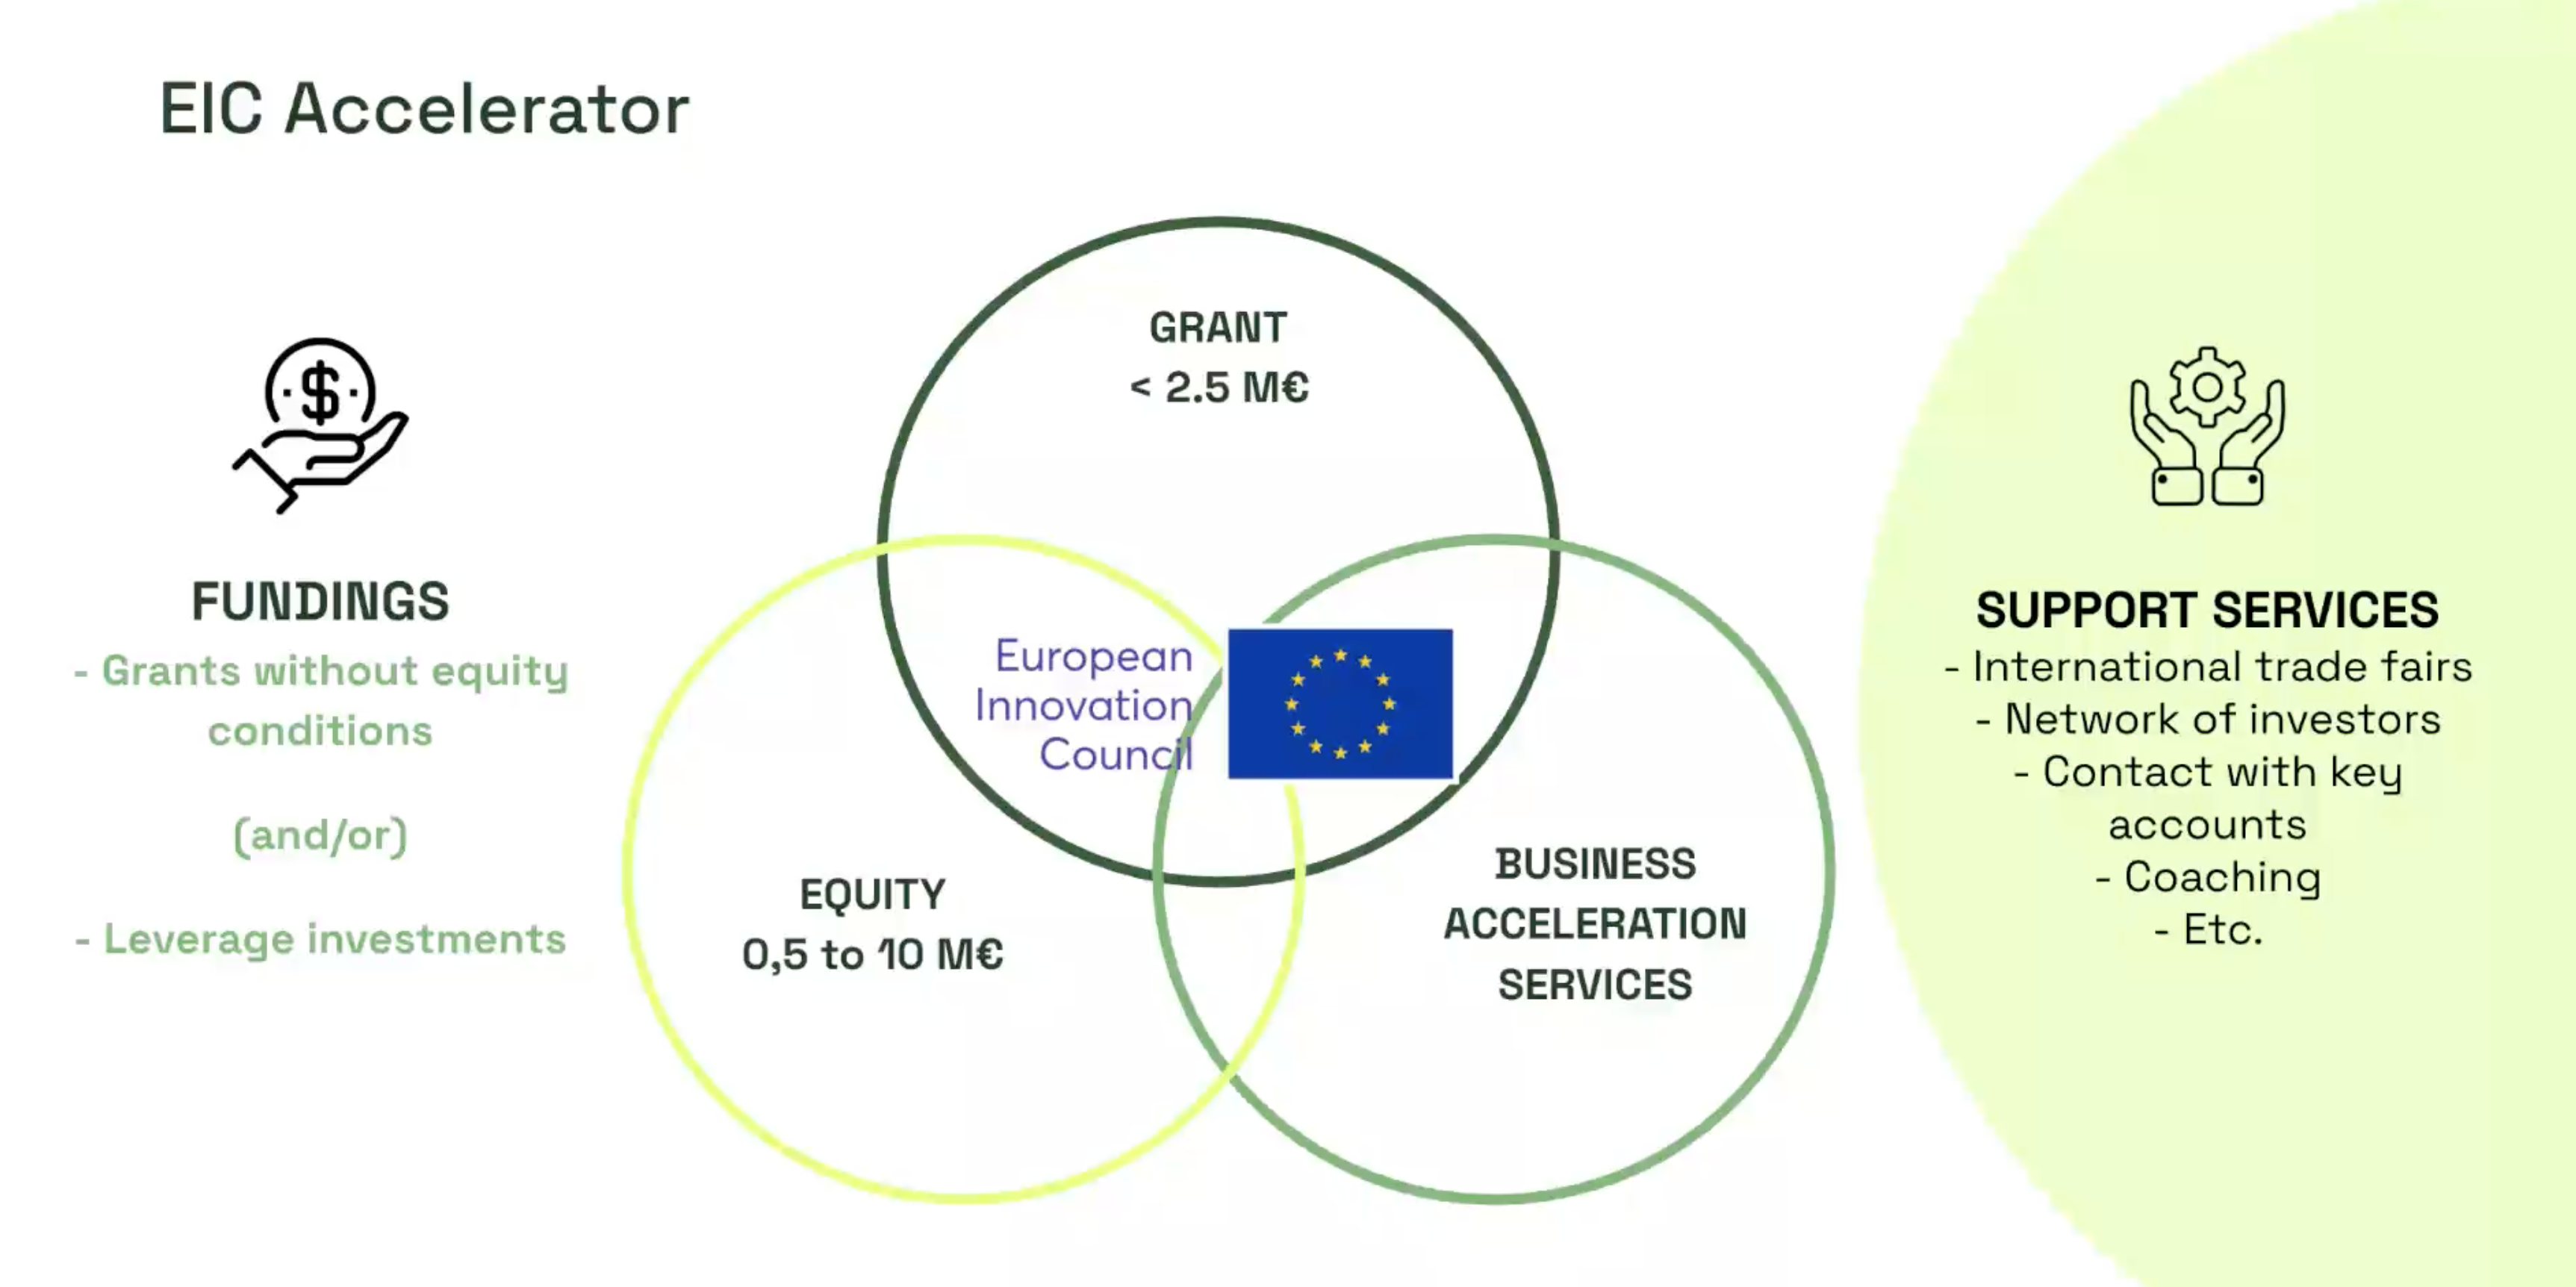 EIC Accelerator
$
FUNDINGS
- Grants without equity
conditions
(and/or)
- Leverage investments
GRANT
< 2.5 M€
European
Innovation
Council
EQUITY
0,5 to 10 M€
BUSINESS
ACCELERATION
SERVICES
SUPPORT SERVICES
- International trade fairs
- Network of investors
- Contact with key
accounts
- Coaching
- Etc.